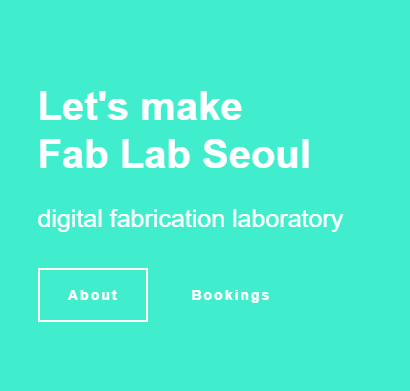 Let's make
Fab Lab Seoul
digital fabrication laboratory
About Bookings